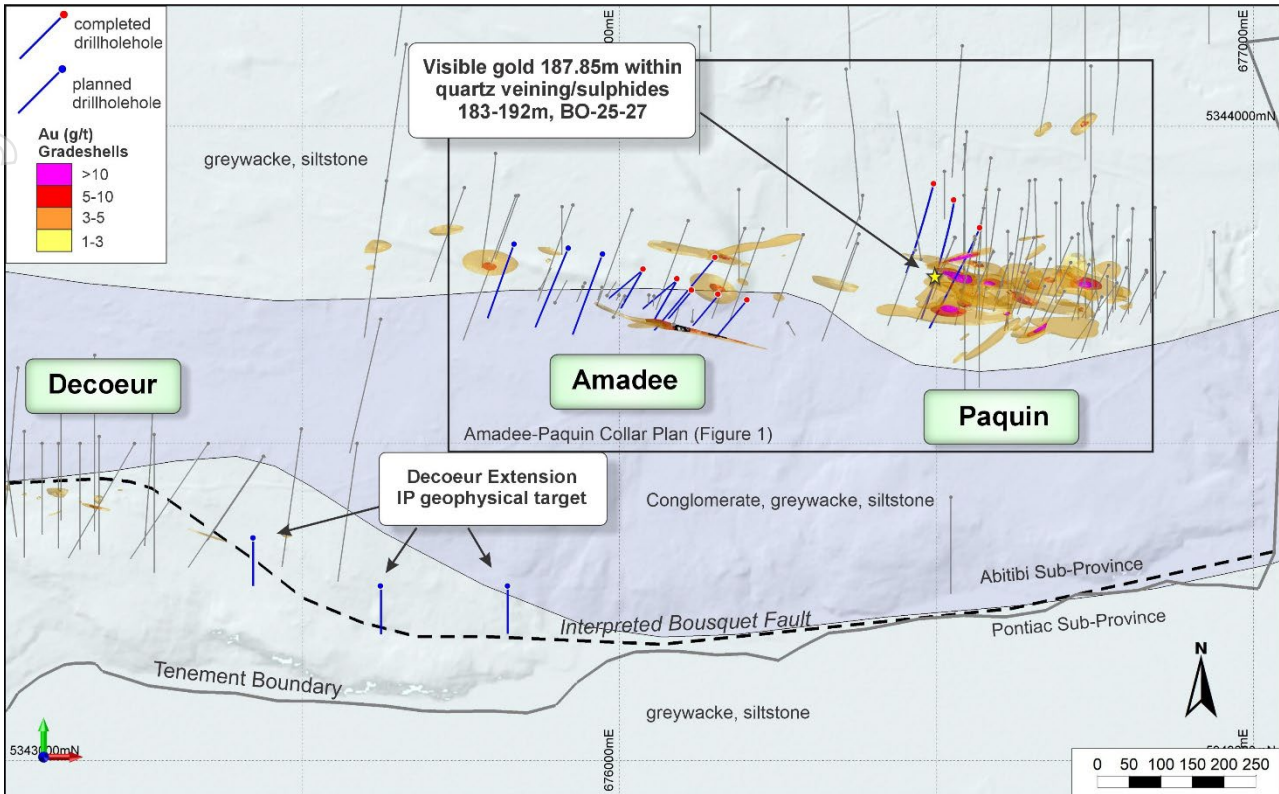 completed
drillholehole
planned
drillholehole
Au (g/t)
Gradeshells
>10
5-10
3-5
1-3
Visible gold 187.85m within
quartz veining/sulphides
183-192m, BO-25-27
677000mE
5344000mN
greywacke, siltstone
Decoeur
Amadee
Paquin
Amadee-Paquin Collar Plan (Figure 1)
Decoeur Extension
IP geophysical target
Conglomerate, greywacke, siltstone
Abitibi Sub-Province
Interpreted Bousquet Fault
Pontiac Sub-Province
Tenement Boundary
greywacke, siltstone
N
5343000mN
676000mE
0 50 100 150 200 250